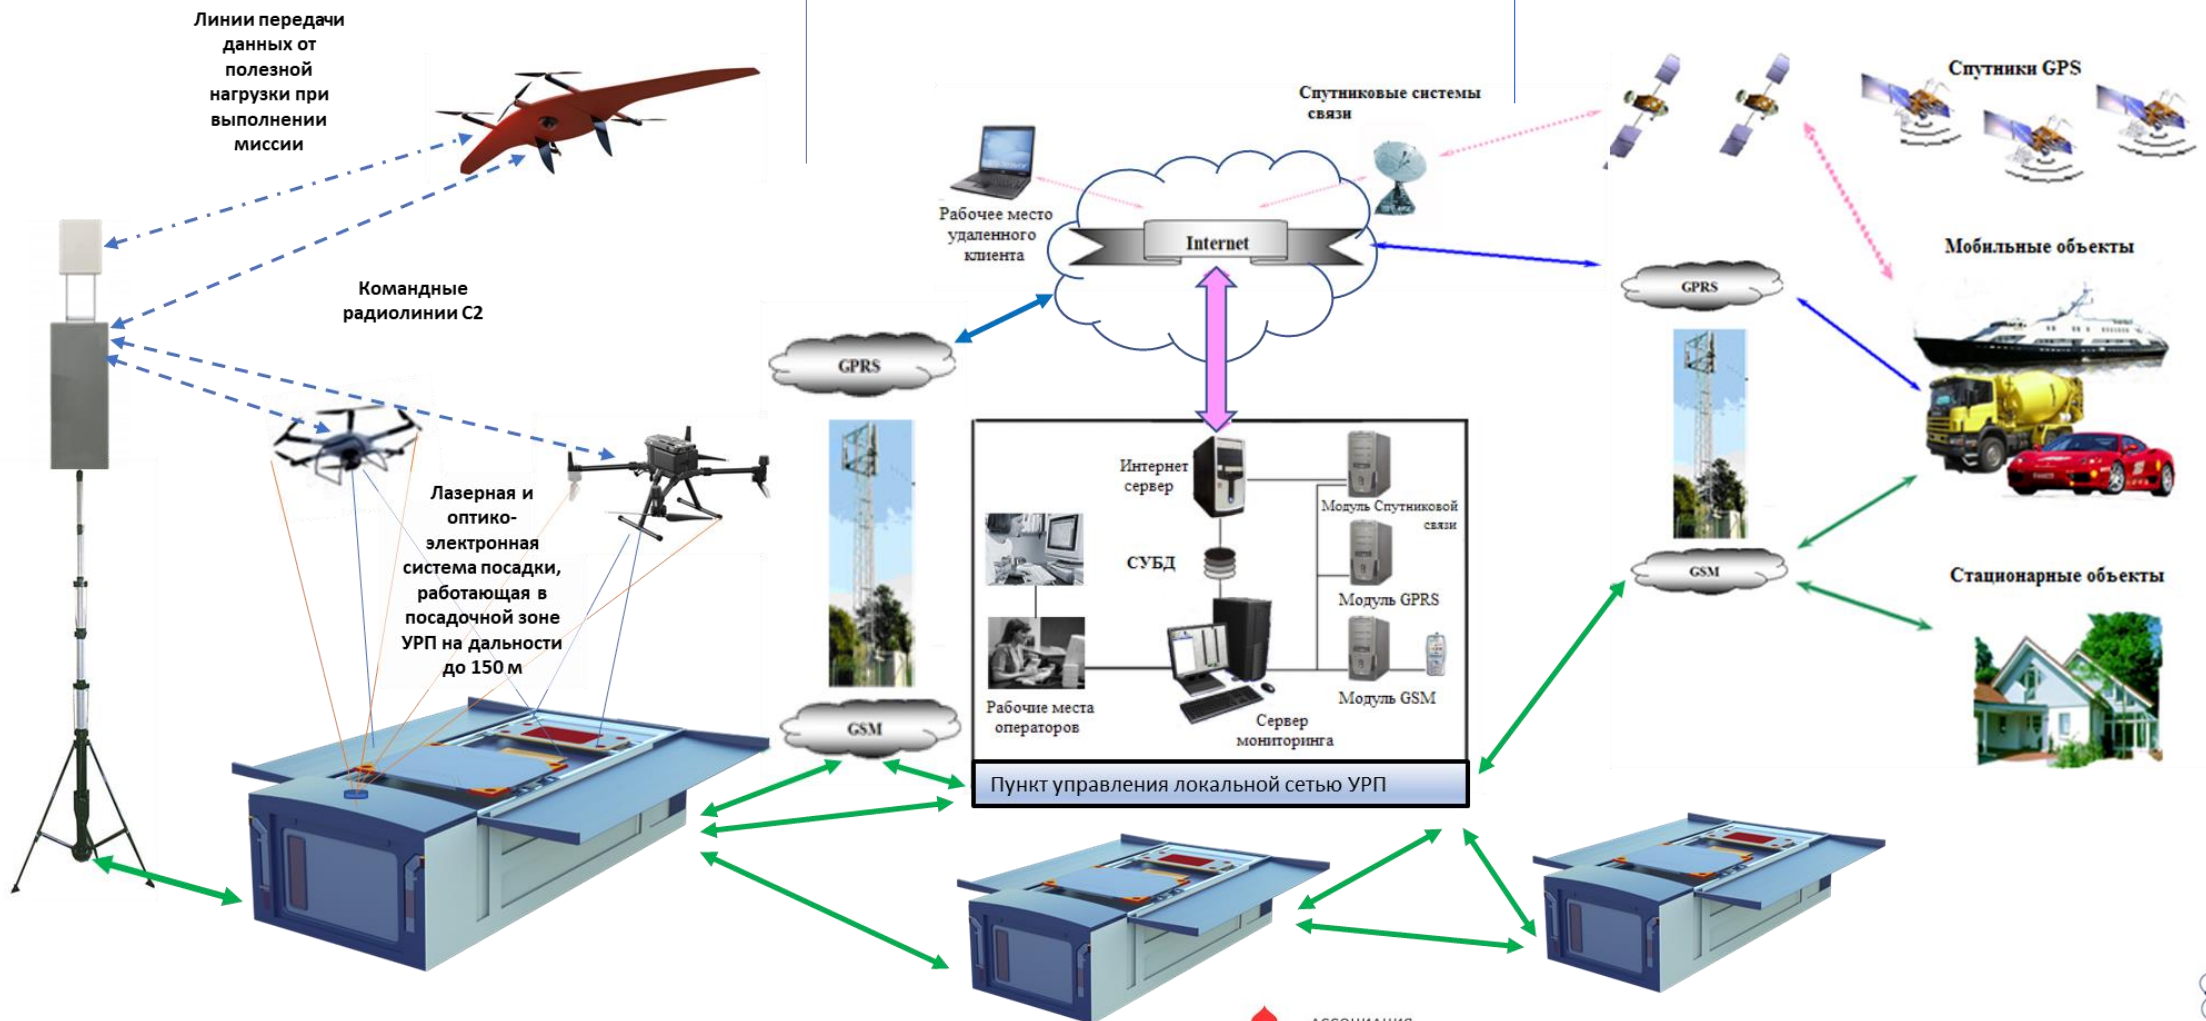 Линии передачи
данных от
полезной
нагрузки при
выполнении
миссии
Командные
радиолинии С2
Лазерная и
оптико-
электронная
система посадки,
работающая в
посадочной зоне
УРП на дальности
до 150 м
GPRS
GSM
Рабочее место
удаленного
клиента
Internet
Спутниковые системы
связи
Интернет
сервер
Модуль Спутниковой
связи
СУБД
Модуль GPRS
Модуль GSM
Рабочие места
операторов
Сервер
мониторинга
Пункт управления локальной сетью УРП
Спутники GPS
Мобильные объекты
GPRS
GSM
Стационарные объекты
АССОЦИАЦИЯ